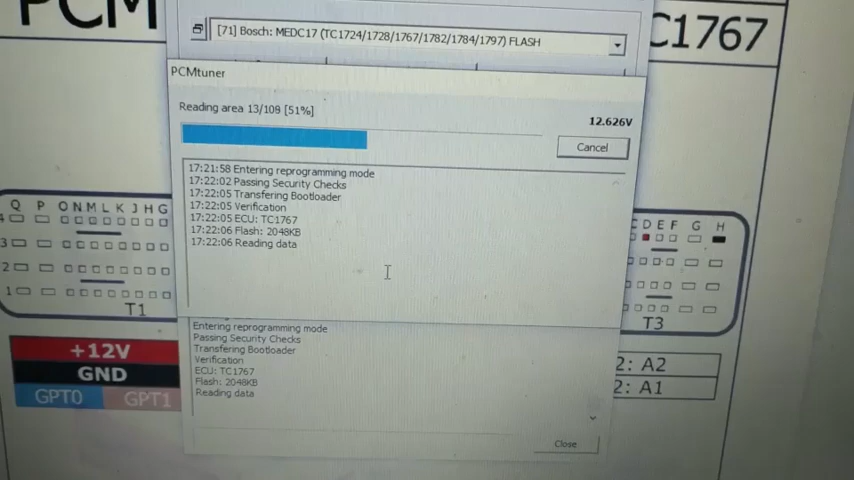 PCM
C1767
[71] Bosch: MEDC17 (TC1724/1728/1767/1782/1784/1797) FLASH
PCMtuner
Reading area 13/109 [51%]
12.626V
Cancel
17:21:58 Entering reprogramming mode
17:22:02 Passing Security Checks
17:22:05 Transfering Bootloader
17:22:05 Verification
17:22:05 ECU: TC1767
17:22:06 Flash: 2048KB
17:22:06 Reading data
Entering reprogramming mode
Passing Security Checks
Transfering Bootloader
Verification
ECU: TC1767
Flash: 2048KB
Reading data
Close
Q P O N M L K J H G
4
3
2
1
T1
+12V
GND
GPT0 GPT1
C D E F G H
T3
2: A2
2: A1